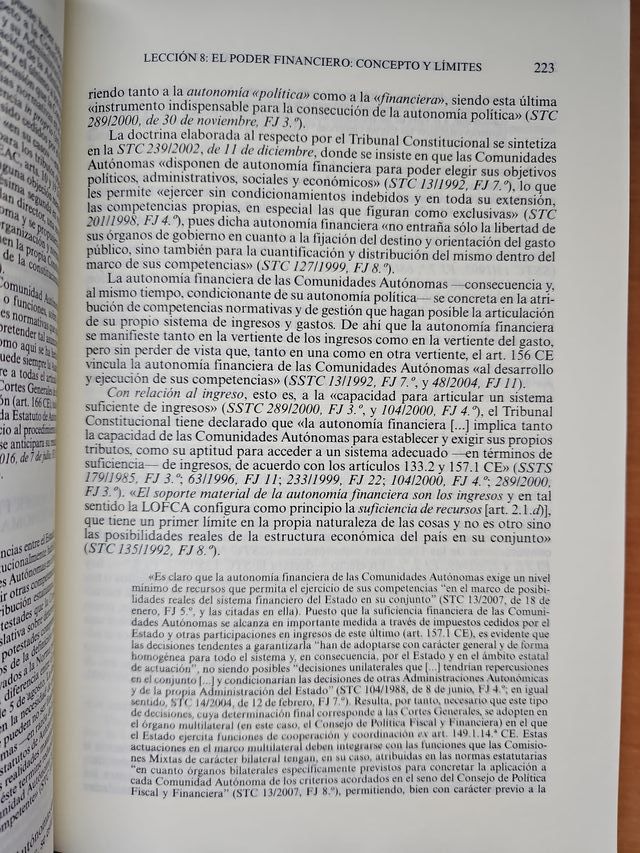 LECCIÓN 8: EL PODER FINANCIERO: CONCEPTO Y LÍMITES 223
riendo tanto a la autonomía «política» como a la «financiera», siendo esta última
«instrumento indispensable para la consecución de la autonomía política» (STC
289/2000, de 30 de noviembre, FJ 3.º).
La doctrina elaborada al respecto por el Tribunal Constitucional se sintetiza
en la STC 239/2002, de 11 de diciembre, donde se insiste en que las Comunidades
Autónomas «disponen de autonomía financiera para poder elegir sus objetivos
políticos, administrativos, sociales y económicos» (STC 13/1992, FJ 7.º), lo que
les permite «ejercer sin condicionamientos indebidos y en toda su extensión,
las competencias propias, en especial las que figuran como exclusivas» (STC
201/1998, FJ 4.º), pues dicha autonomía financiera «no entraña sólo la libertad de
sus órganos de gobierno en cuanto a la fijación del destino y orientación del gasto
público, sino también para la cuantificación y distribución del mismo dentro del
marco de sus competencias» (STC 127/1999, FJ 8.º).
La autonomía financiera de las Comunidades Autónomas —consecuencia y,
al mismo tiempo, condicionante de su autonomía política— se concreta en la atri-
bución de competencias normativas y de gestión que hagan posible la articulación
de su propio sistema de ingresos y gastos. De ahí que la autonomía financiera
se manifieste tanto en la vertiente de los ingresos como en la vertiente del gasto,
pero sin perder de vista que, tanto en una como en otra vertiente, el art. 156 CE
vincula la autonomía financiera de las Comunidades Autónomas «al desarrollo
y ejecución de sus competencias» (SSTC 13/1992, FJ 7.º, y 48/2004, FJ 11).
Con relación al ingreso, esto es, a la «capacidad para articular un sistema
suficiente de ingresos» (SSTC 289/2000, FJ 3.º, y 104/2000, FJ 4.º), el Tribunal
Constitucional tiene declarado que «la autonomía financiera [...] implica tanto
la capacidad de las Comunidades Autónomas para establecer y exigir sus propios
tributos, como su aptitud para acceder a un sistema adecuado —en términos de
suficiencia— de ingresos, de acuerdo con los artículos 133.2 y 157.1 CE» (SSTS
179/1985, FJ 3.º; 63/1996, FJ 11; 233/1999, FJ 22; 104/2000, FJ 4.º; 289/2000,
FJ 3.º). «El soporte material de la autonomía financiera son los ingresos y en tal
sentido la LOFCA configura como principio la suficiencia de recursos [art. 2.1.d)],
que tiene un primer límite en la propia naturaleza de las cosas y no es otro sino
las posibilidades reales de la estructura económica del país en su conjunto»
(STC 135/1992, FJ 8.º).
«Es claro que la autonomía financiera de las Comunidades Autónomas exige un nivel
mínimo de recursos que permita el ejercicio de sus competencias "en el marco de posibi-
lidades reales del sistema financiero del Estado en su conjunto" (STC 13/2007, de 18 de
enero, FJ 5.º, y las citadas en ella). Puesto que la suficiencia financiera de las Comuni-
dades Autónomas se alcanza en importante medida a través de impuestos cedidos por el
Estado y otras participaciones en ingresos de este último (art. 157.1 CE), es evidente que
las decisiones tendentes a garantizarla "han de adoptarse con carácter general y de forma
homogénea para todo el sistema y, en consecuencia, por el Estado y en el ámbito estatal
de actuación", no siendo posibles "decisiones unilaterales que [...] tendrían repercusiones
en el conjunto [...] y condicionarían las decisiones de otras Administraciones Autonómicas
y de la propia Administración del Estado" (STC 104/1988, de 8 de junio, FJ 4.º; en igual
sentido, STC 14/2004, de 12 de febrero, FJ 7.º). Resulta, por tanto, necesario que este tipo
de decisiones, cuya determinación final corresponde a las Cortes Generales, se adopten en
el órgano multilateral (en este caso, el Consejo de Política Fiscal y Financiera) en el que
el Estado ejercita funciones de cooperación y coordinación ex art. 149.1.14.ª CE. Estas
actuaciones en el marco multilateral deben integrarse con las funciones que las Comisio-
nes Mixtas de carácter bilateral tengan, en su caso, atribuidas en las normas estatutarias
"en cuanto órganos bilaterales específicamente previstos para concretar la aplicación a
cada Comunidad Autónoma de los criterios acordados en el seno del Consejo de Política
Fiscal y Financiera" (STC 13/2007, FJ 8.º), permitiendo, bien con carácter previo a la